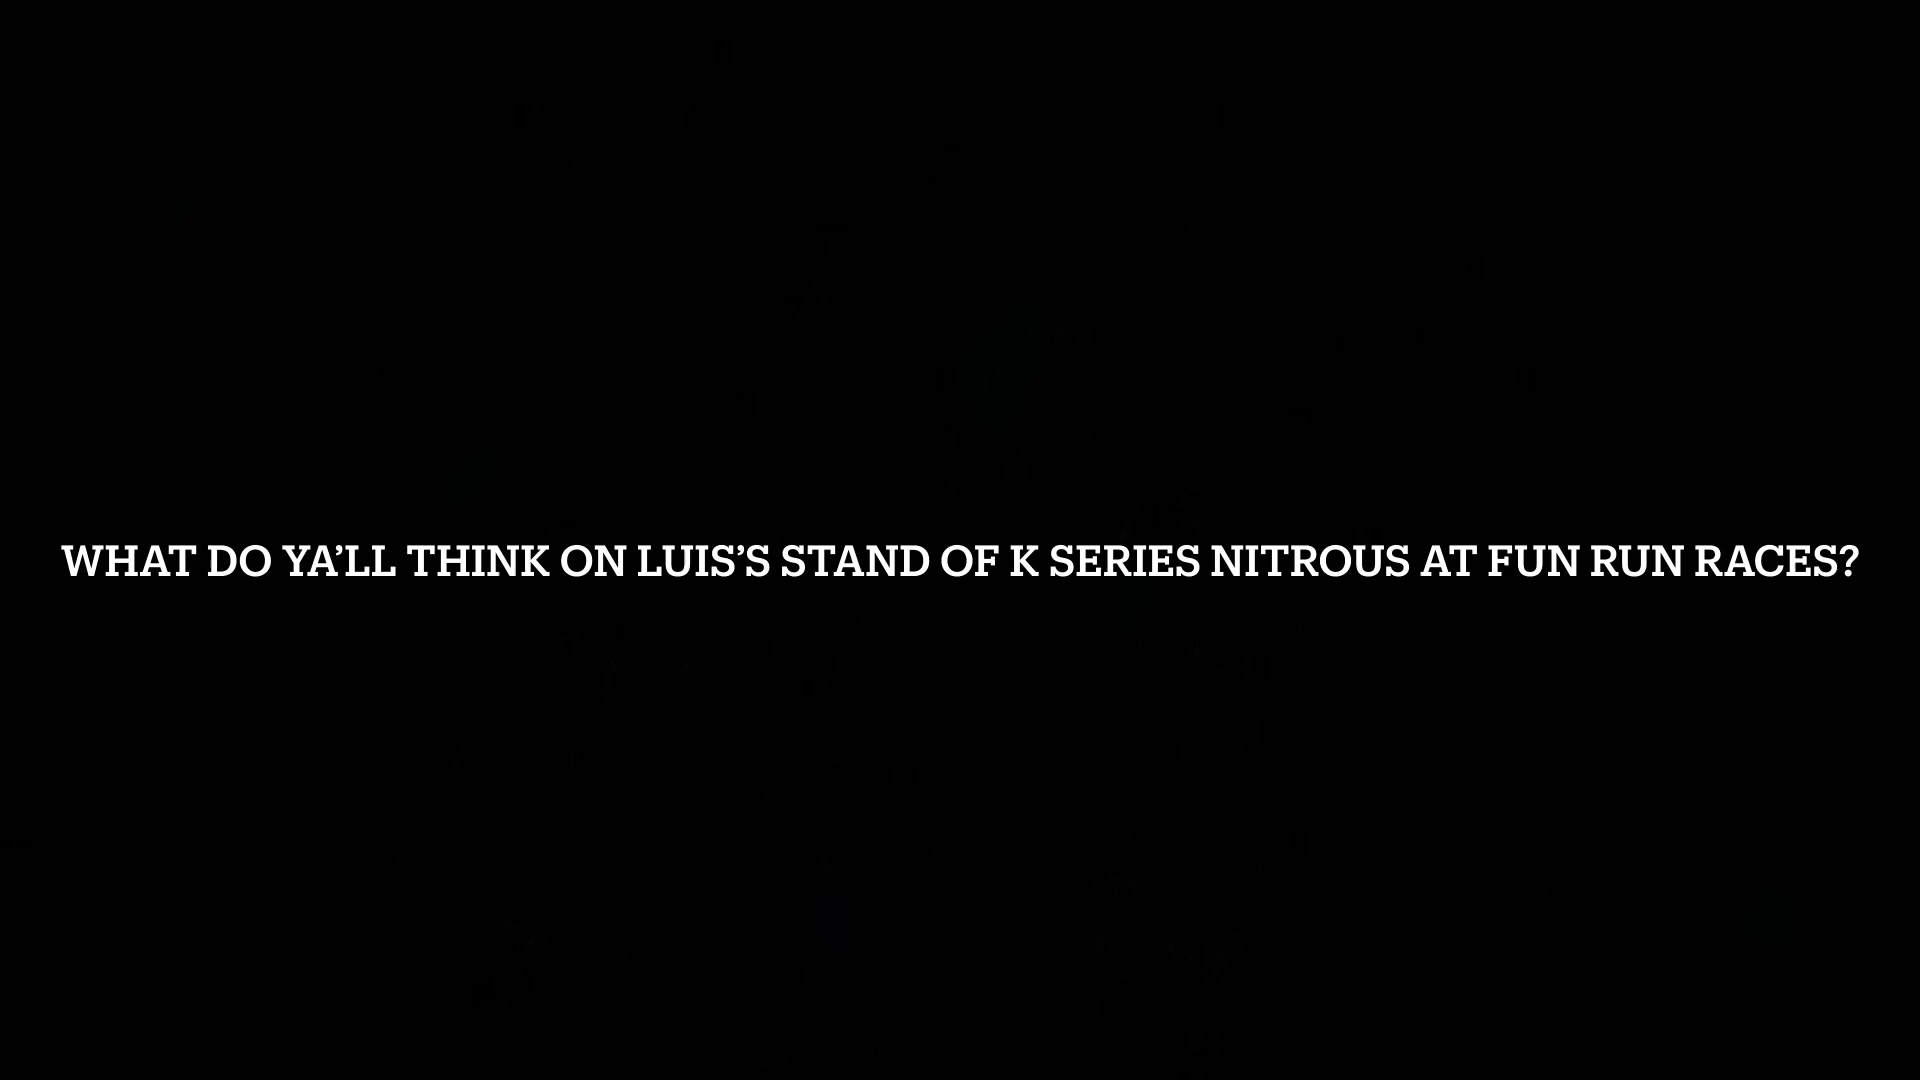 WHAT DO YA’LL THINK ON LUIS’S STAND OF K SERIES NITROUS AT FUN RUN RACES?